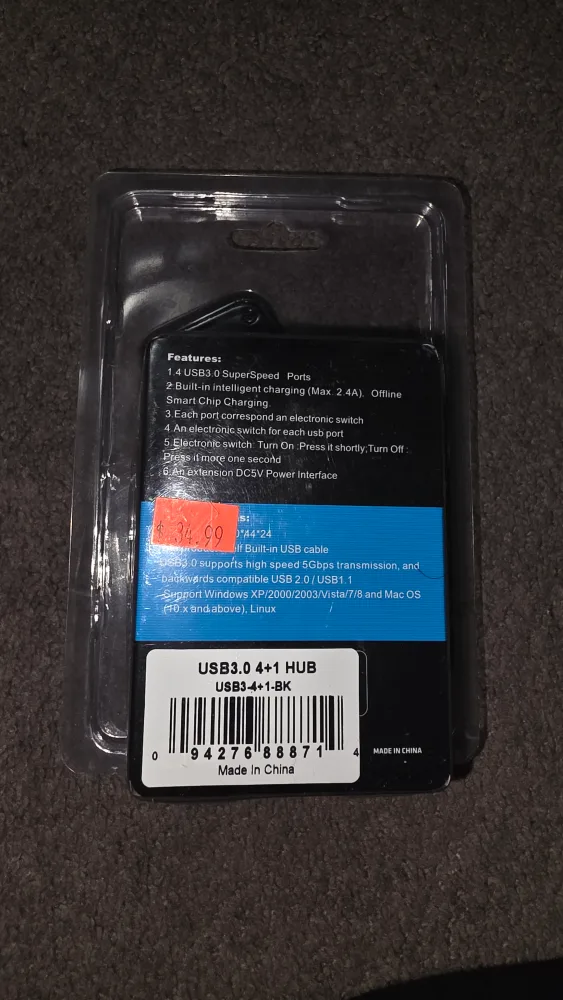 Features:
1.4 USB3.0 SuperSpeed Ports
2.Built-in intelligent charging (Max. 2.4A). Offline
Smart Chip Charging.
3.Each port correspond an electronic switch
4.An electronic switch for each usb port
5.Electronic switch: Turn On :Press it shortly;Turn Off :
Press it more one second
6.An extension DC5V Power Interface
$ 34.99
s:
0*44*24
lf Built-in USB cable
USB3.0 supports high speed 5Gbps transmission, and
backwords compatible USB 2.0 / USB1.1
Support Windows XP/2000/2003/Vista/7/8 and Mac OS
(10.x and above), Linux
USB3.0 4+1 HUB
USB3-4+1-BK
0 94276 88871 4
Made In China
MADE IN CHINA